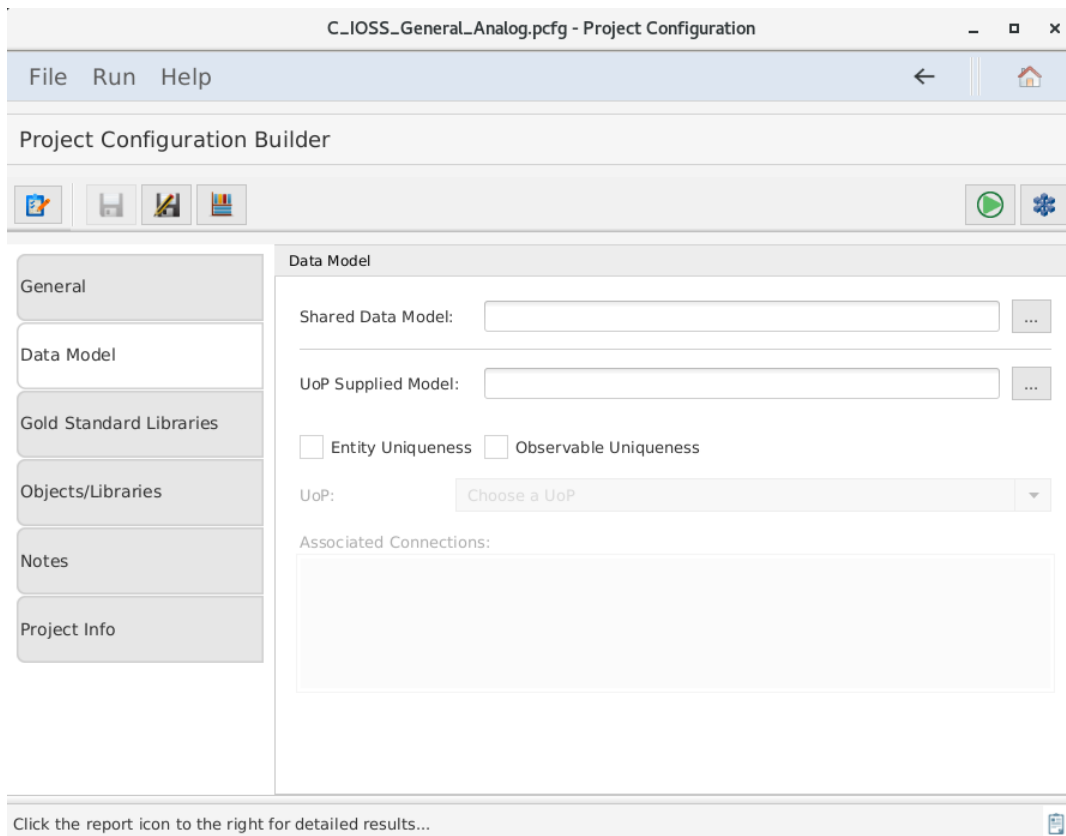 C_IOSS_General_Analog.pcfg - Project Configuration
File Run Help
Project Configuration Builder
General
Data Model
Gold Standard Libraries
Objects/Libraries
Notes
Project Info
Data Model
Shared Data Model:
...
UoP Supplied Model:
...
Entity Uniqueness Observable Uniqueness
UoP: Choose a UoP
Associated Connections:
Click the report icon to the right for detailed results...